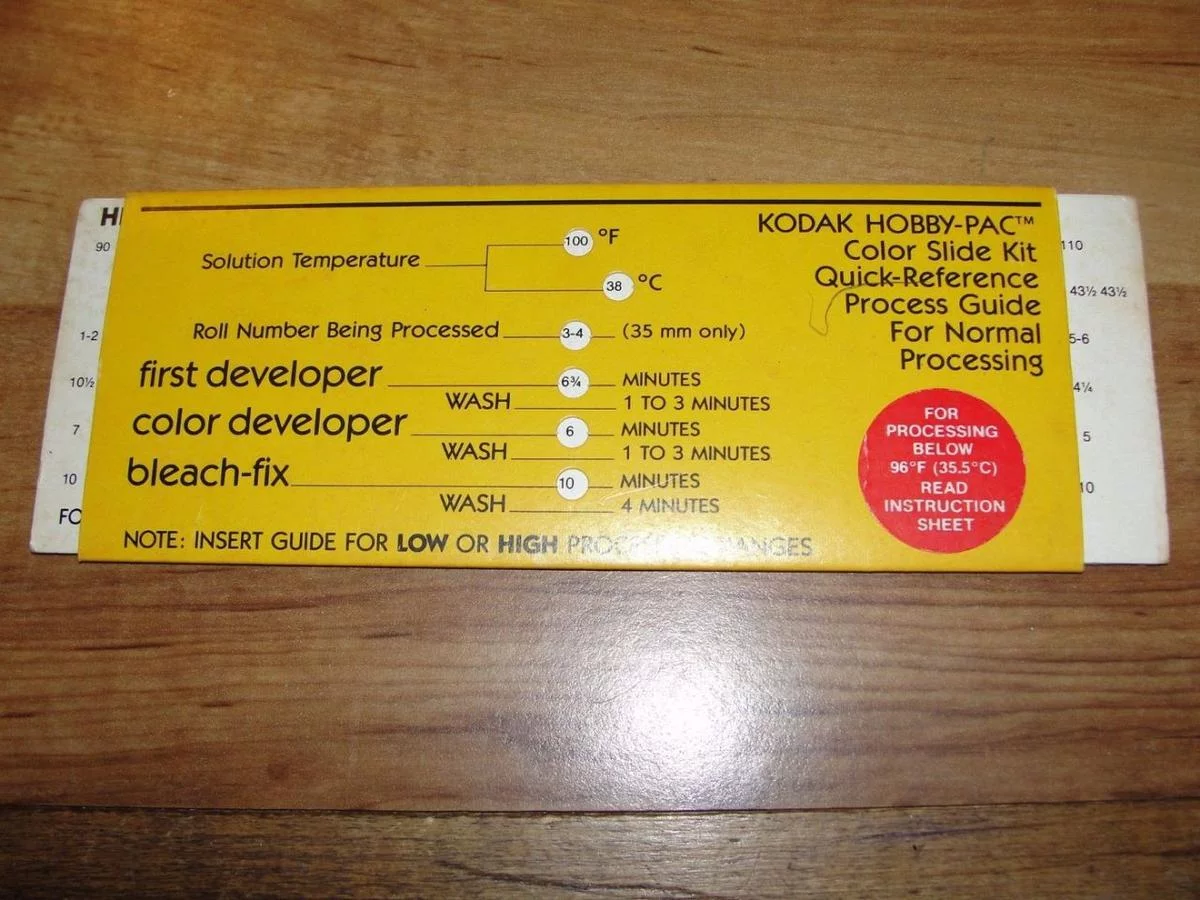 HI
90
1-2
10½
7
10
FO
Solution Temperature
100 °F
38 °C
Roll Number Being Processed 3-4 (35 mm only)
first developer 6¾ MINUTES
WASH 1 TO 3 MINUTES
color developer 6 MINUTES
WASH 1 TO 3 MINUTES
bleach-fix 10 MINUTES
WASH 4 MINUTES
NOTE: INSERT GUIDE FOR LOW OR HIGH
KODAK HOBBY-PAC™
Color Slide Kit
Quick-Reference
Process Guide
For Normal
Processing
FOR
PROCESSING
BELOW
96°F (35.5°C)
READ
INSTRUCTION
SHEET
110
43½ 43½
5-6
4¼
5
10